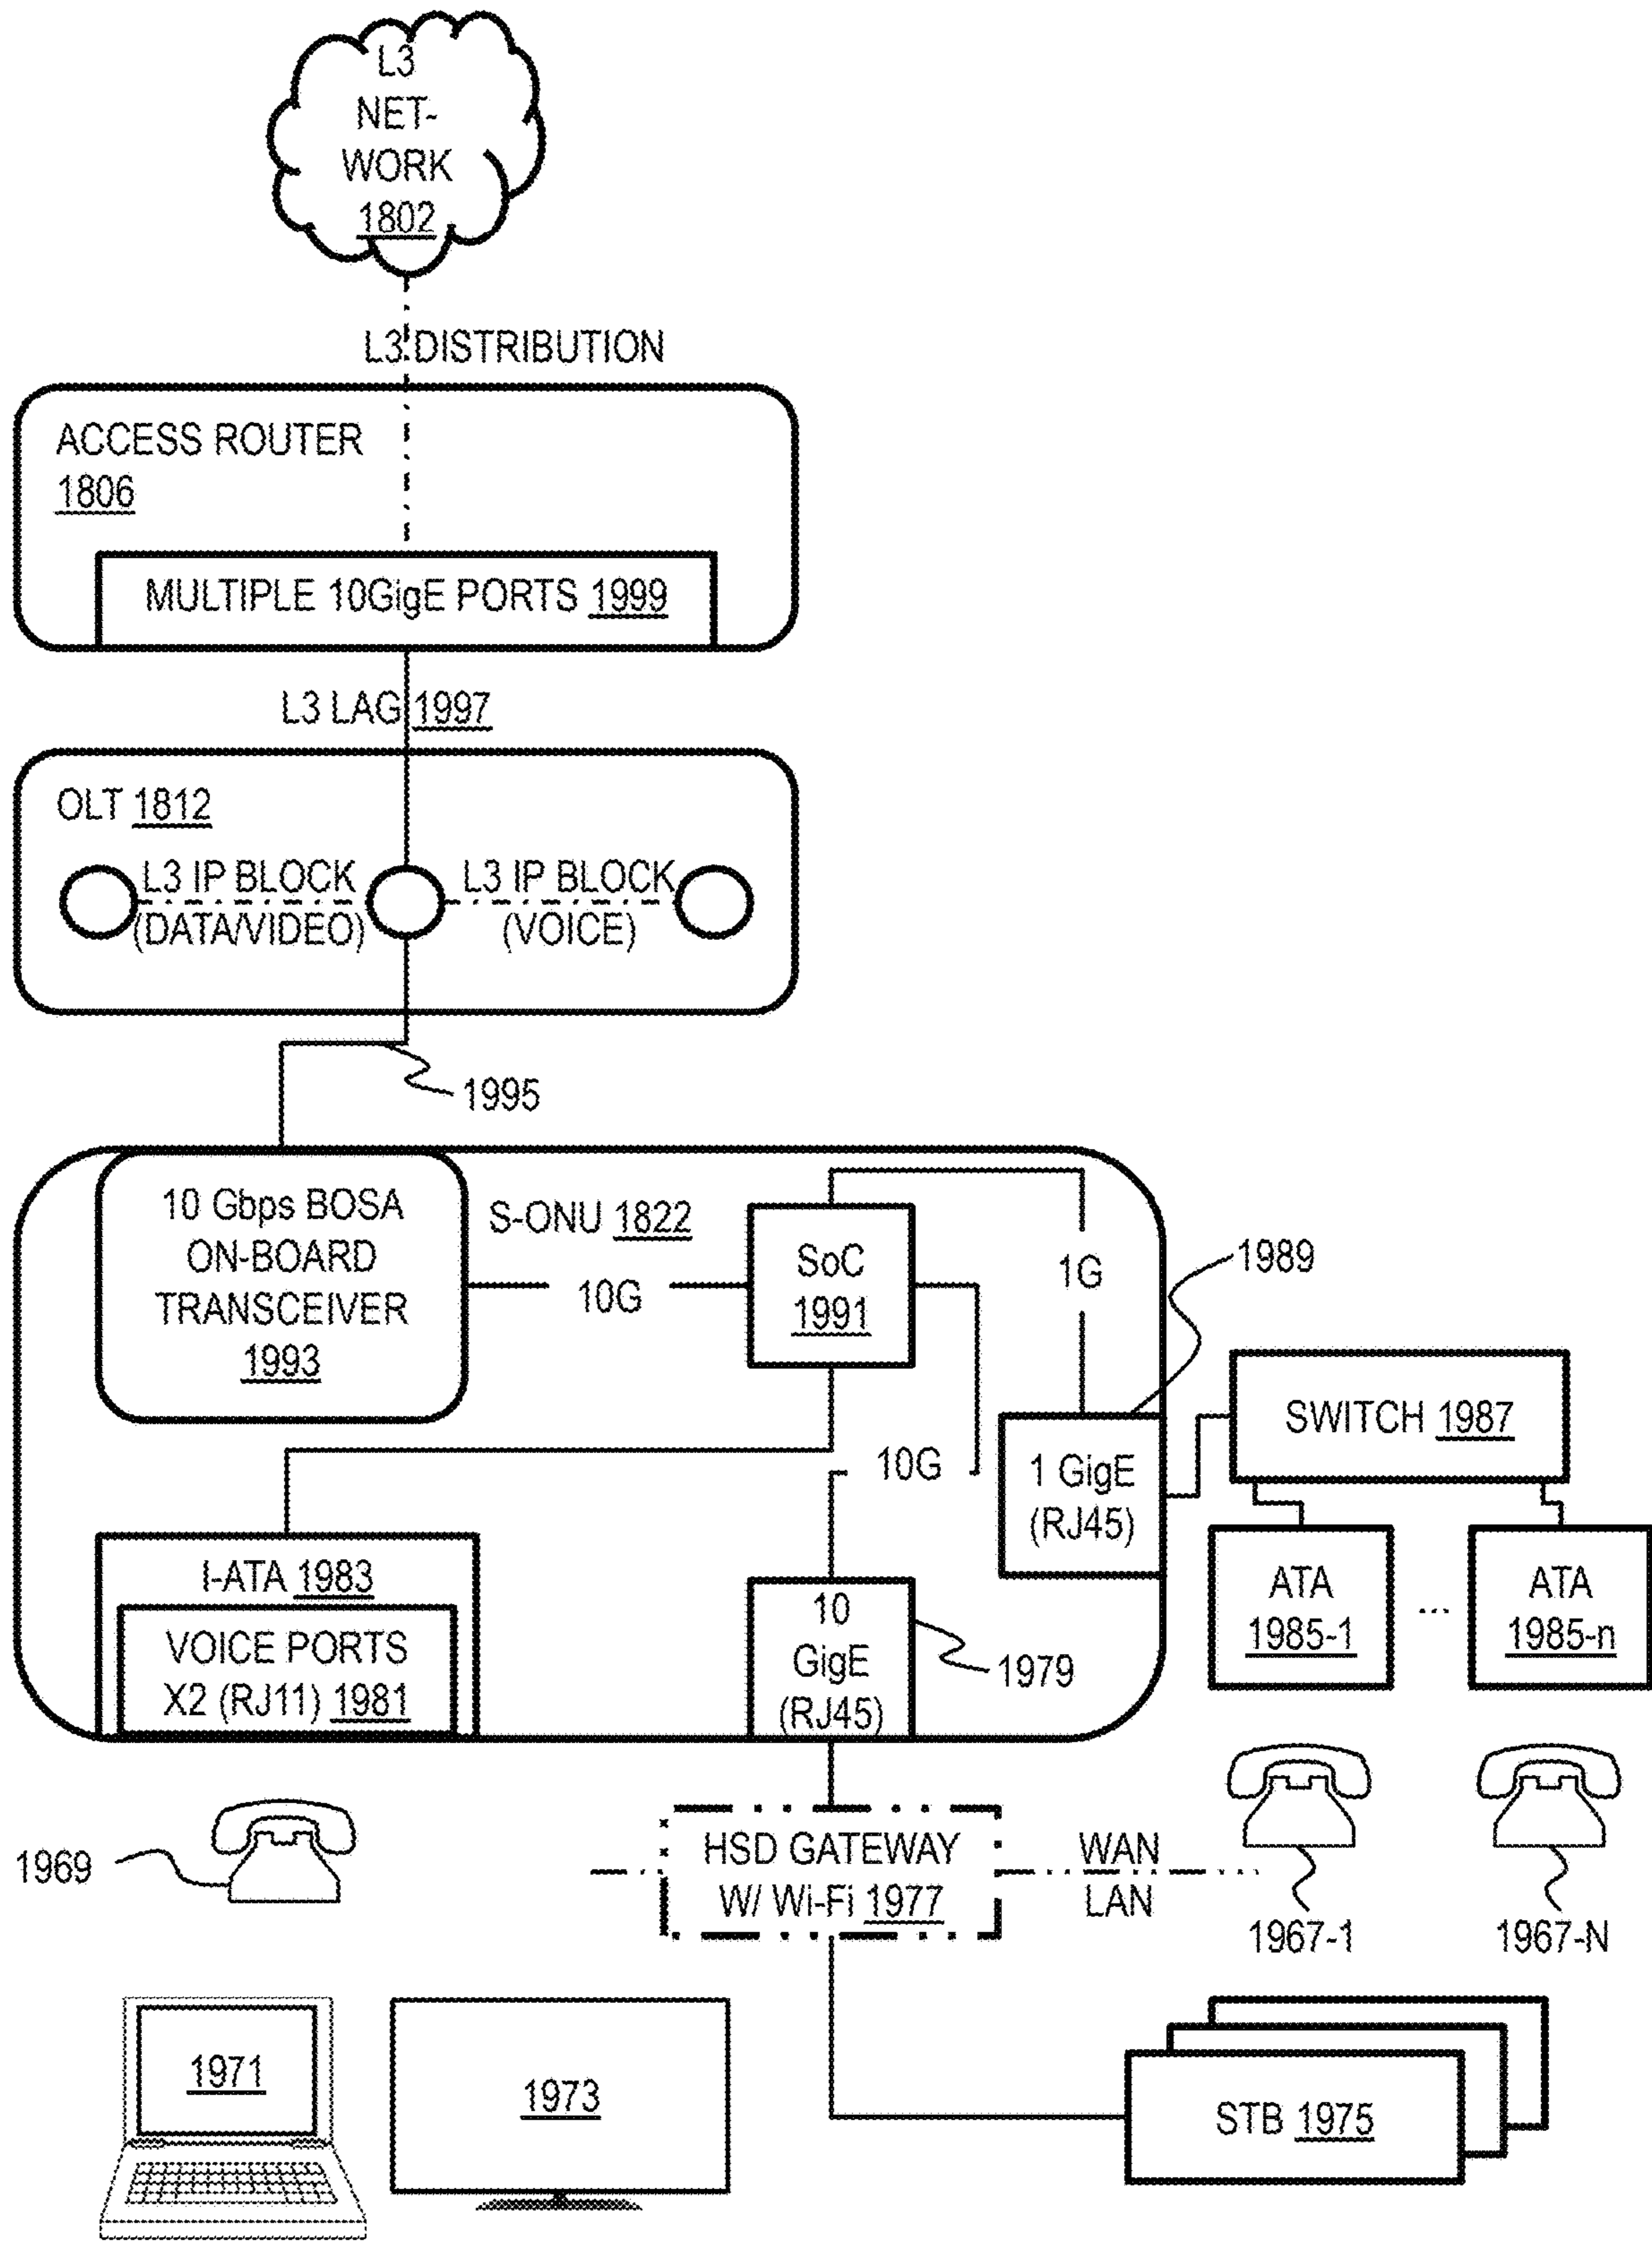 L3
NET-
WORK
1802
L3 DISTRIBUTION
ACCESS ROUTER
1806
MULTIPLE 10GigE PORTS 1999
L3 LAG 1997
OLT 1812
L3 IP BLOCK
(DATA/VIDEO)
L3 IP BLOCK
(VOICE)
1995
10 Gbps BOSA
ON-BOARD
TRANSCEIVER
1993
S-ONU 1822
10G
SoC
1991
1G
1989
10G
1 GigE
(RJ45)
SWITCH 1987
ATA
1985-1
...
ATA
1985-n
I-ATA 1983
VOICE PORTS
X2 (RJ11) 1981
10
GigE
(RJ45)
1979
1969
HSD GATEWAY
W/ Wi-Fi 1977
WAN
LAN
1967-1
1967-N
1971
1973
STB 1975